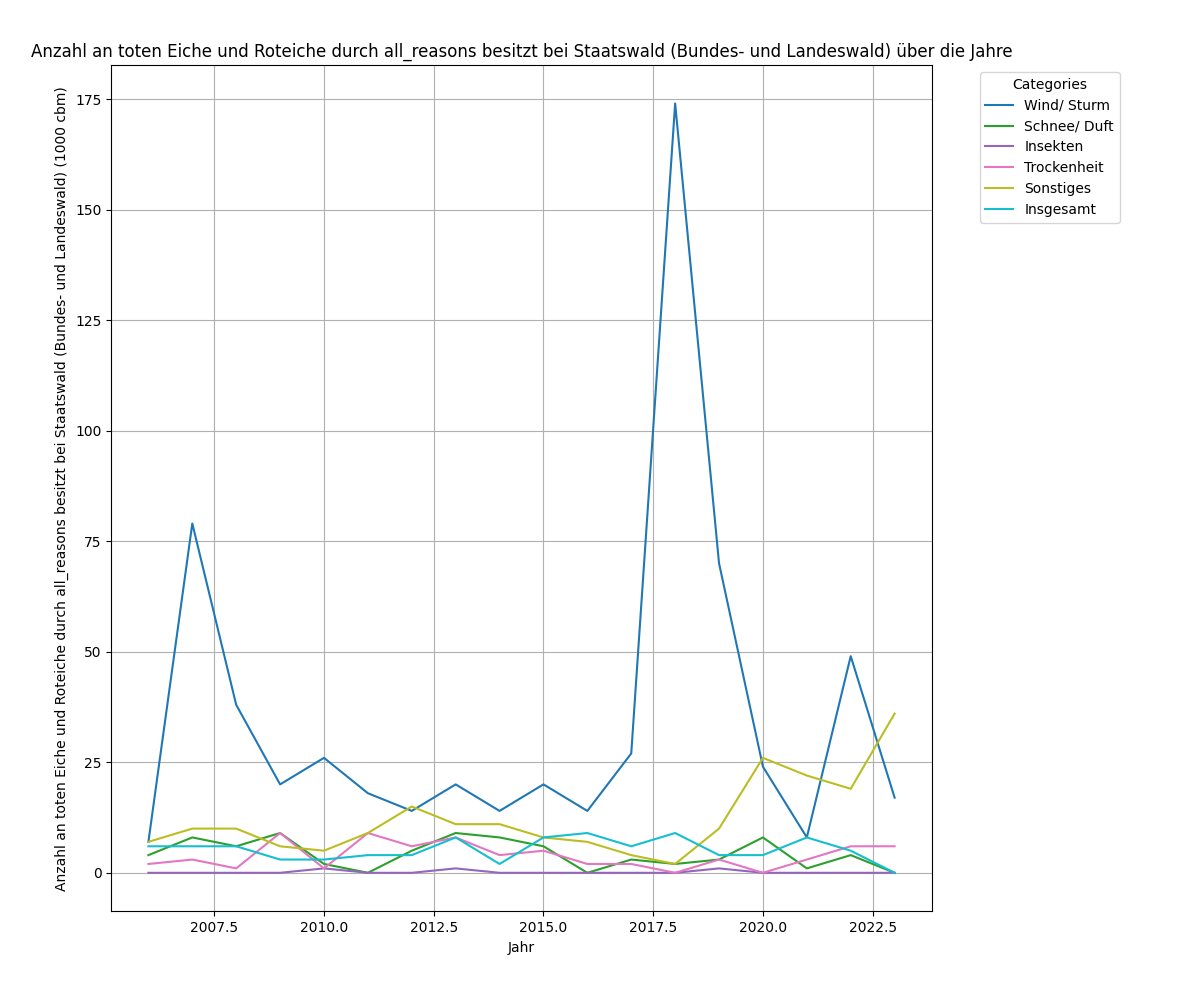 Anzahl an toten Eiche und Roteiche durch all_reasons besitzt bei Staatswald (Bundes- und Landeswald) über die Jahre
Anzahl an toten Eiche und Roteiche durch all_reasons besitzt bei Staatswald (Bundes- und Landeswald) (1000 cbm)
175
150
125
100
75
50
25
0
2007.5
2010.0
2012.5
2015.0
2017.5
2020.0
2022.5
Jahr
Categories
Wind/ Sturm
Schnee/ Duft
Insekten
Trockenheit
Sonstiges
Insgesamt